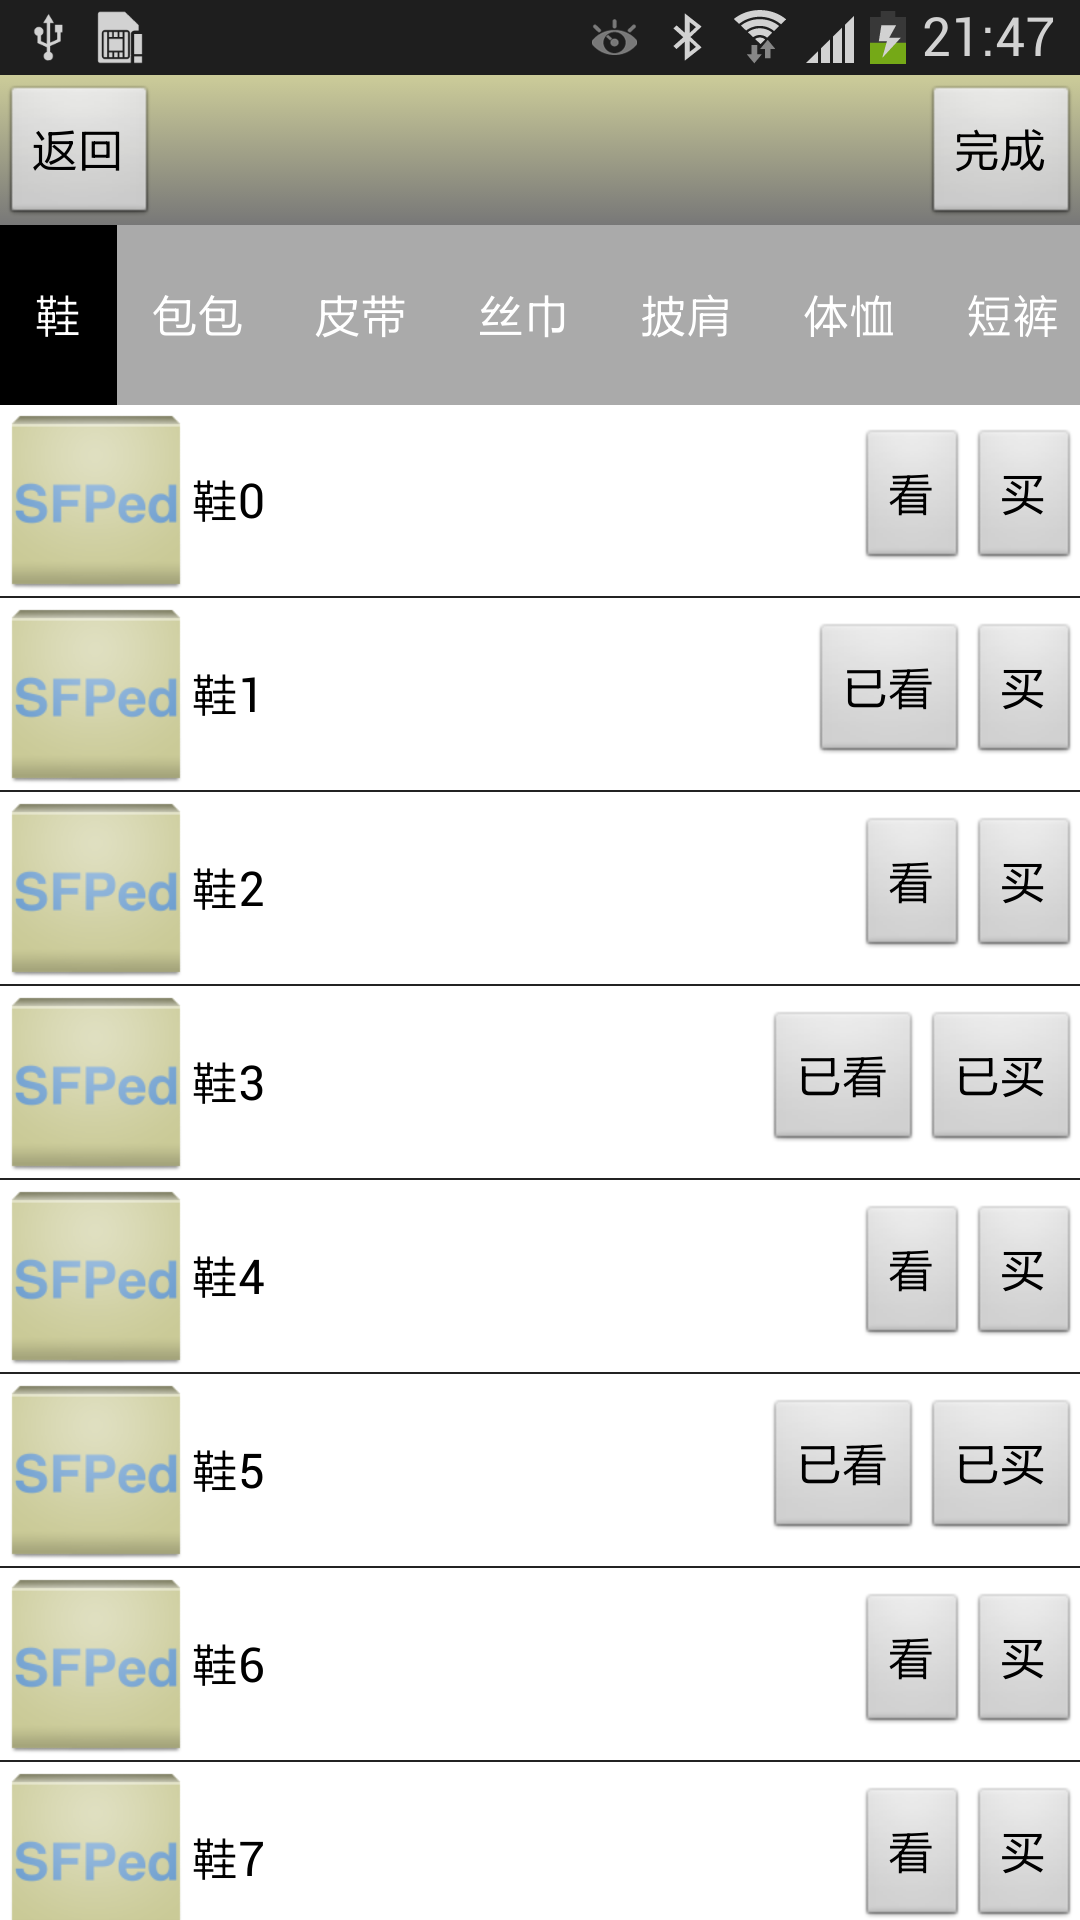 21:47
返回 完成
鞋 包包 皮带 丝巾 披肩 体恤 短裤
SFPed 鞋0 看 买
SFPed 鞋1 已看 买
SFPed 鞋2 看 买
SFPed 鞋3 已看 已买
SFPed 鞋4 看 买
SFPed 鞋5 已看 已买
SFPed 鞋6 看 买
SFPed 鞋7 看 买